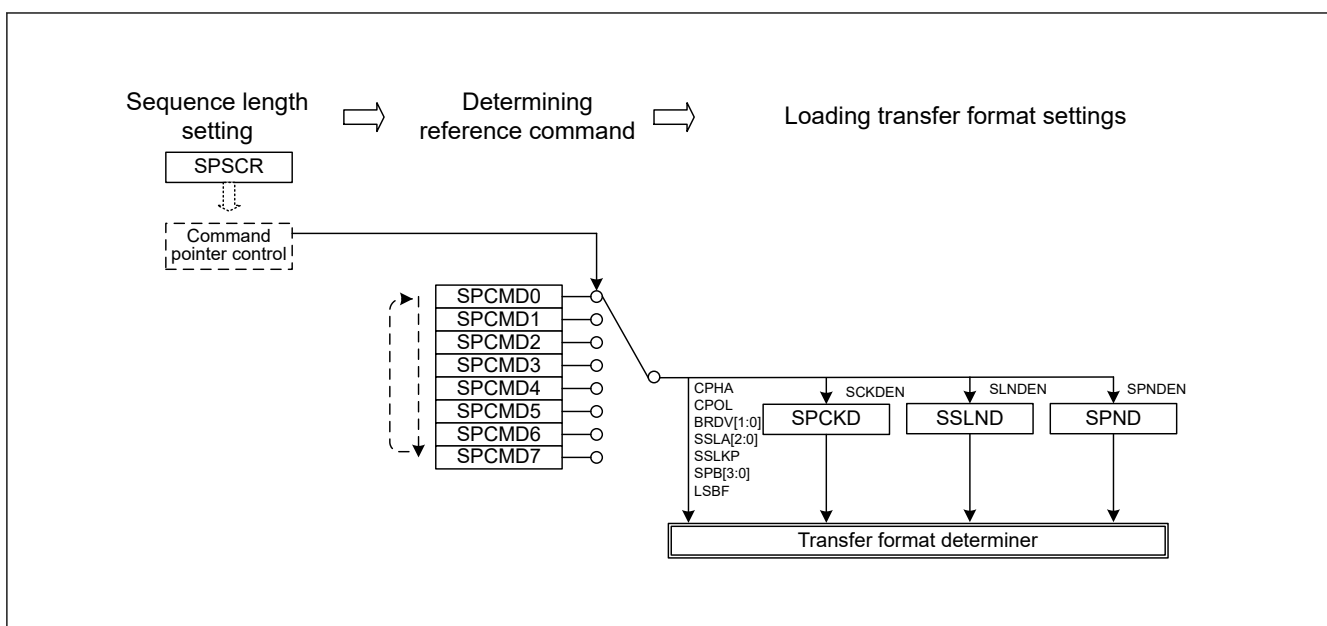 Sequence length
setting
Determining
reference command
Loading transfer format settings
SPSCR
Command
pointer control
SPCMD0
SPCMD1
SPCMD2
SPCMD3
SPCMD4
SPCMD5
SPCMD6
SPCMD7
CPHA
CPOL
BRDV[1:0]
SSLA[2:0]
SSLKP
SPB[3:0]
LSBF
SCKDEN
SPCKD
SLNDEN
SSLND
SPNDEN
SPND
Transfer format determiner